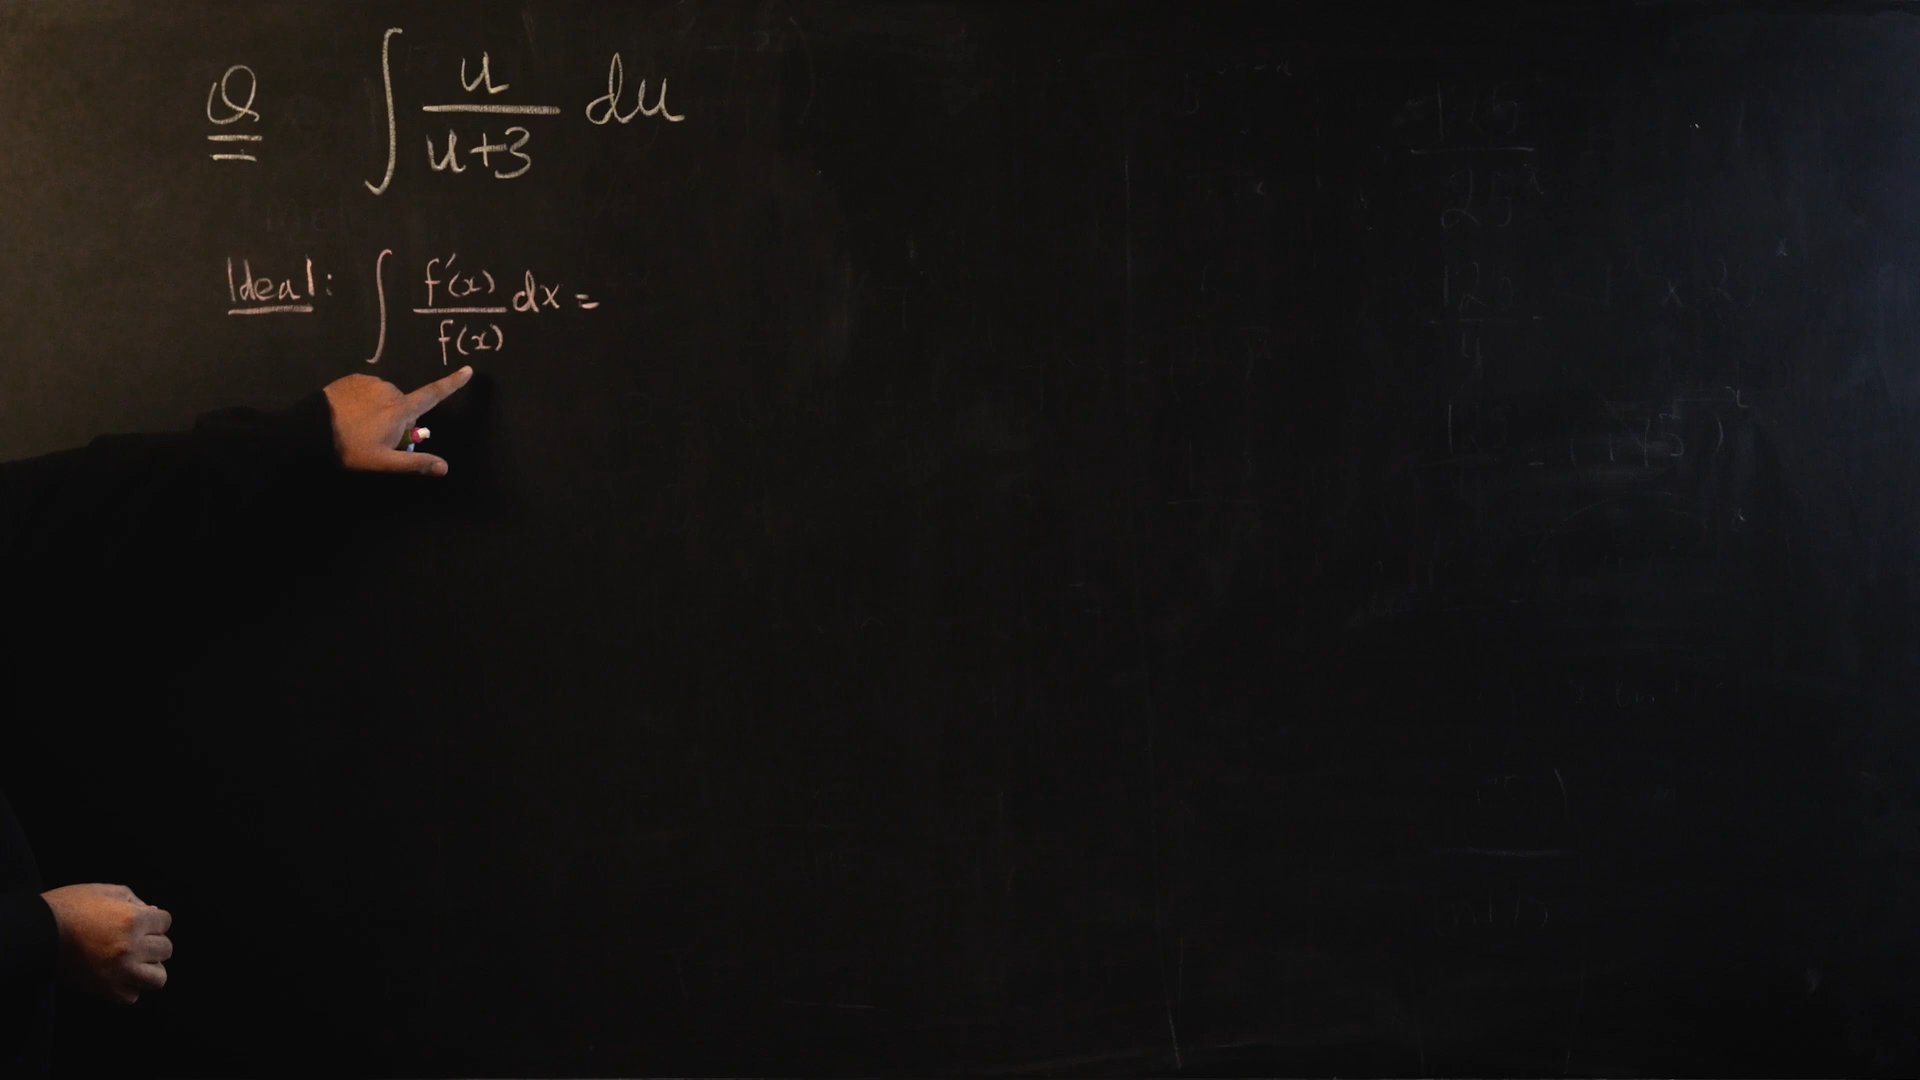 Q ∫ u/(u+3) du
Ideal: ∫ f'(x)/f(x) dx =